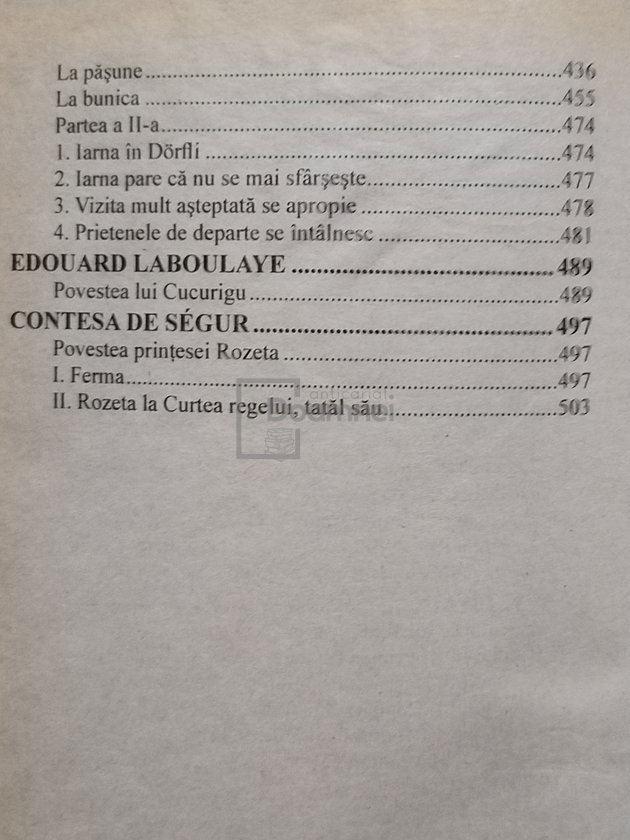 La pășune....................436
La bunica....................455
Partea a II-a....................474
1. Iarna în Dörfli....................474
2. Iarna pare că nu se mai sfârșește....................477
3. Vizita mult așteptată se apropie....................478
4. Prietenele de departe se întâlnesc....................481
EDOUARD LABOULAYE....................489
Povestea lui Cucurigu....................489
CONTESA DE SÉGUR....................497
Povestea prințesei Rozeta....................497
I. Ferma....................497
II. Rozeta la Curtea regelui, tatăl său....................503
anticariat
Doamnei